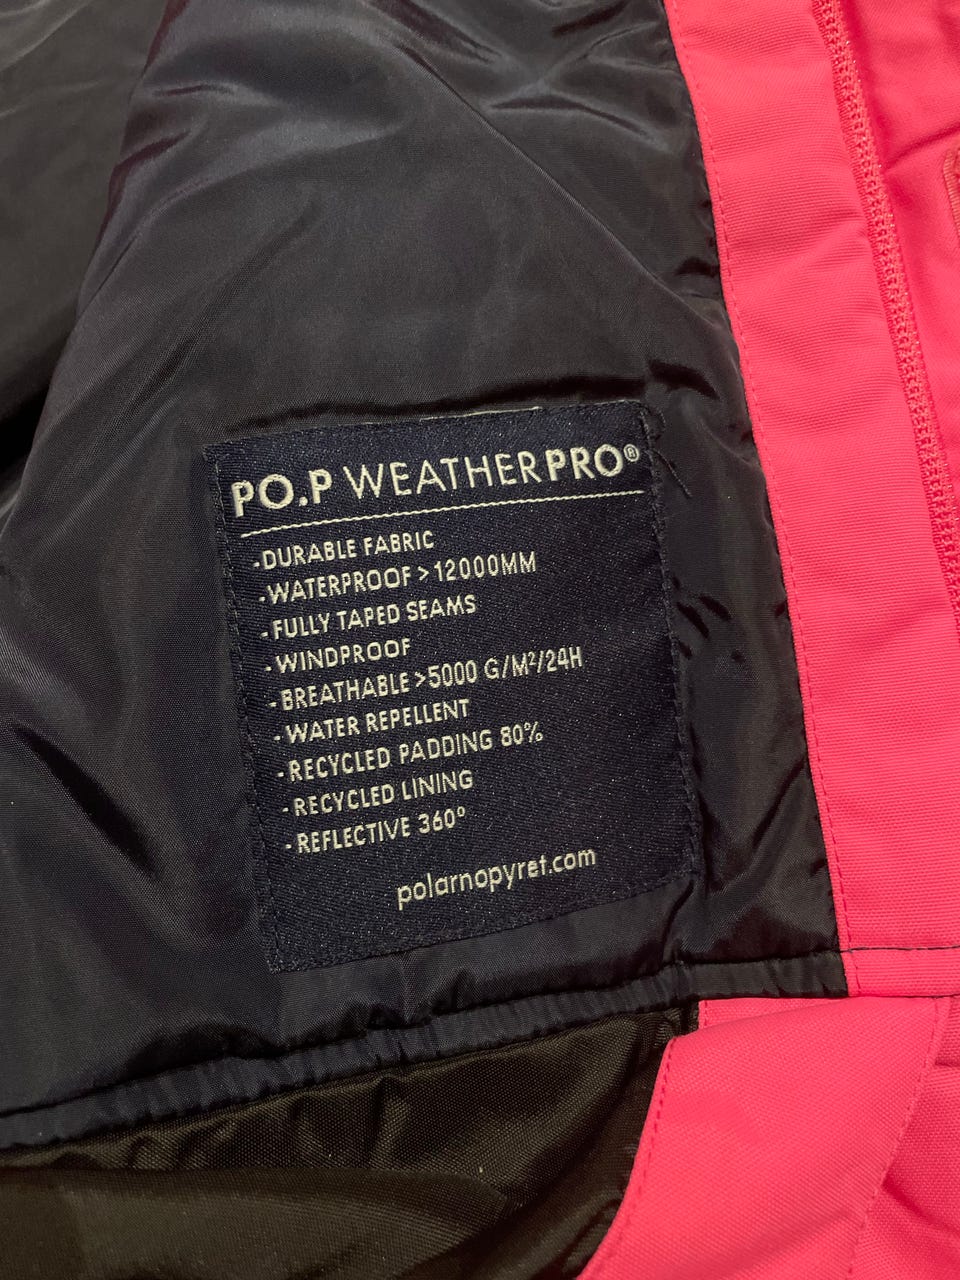 PO.P WEATHERPRO®
-DURABLE FABRIC
-WATERPROOF >12000MM
-FULLY TAPED SEAMS
-WINDPROOF
-BREATHABLE >5000 G/M²/24H
-WATER REPELLENT
-RECYCLED PADDING 80%
-RECYCLED LINING
-REFLECTIVE 360°
polarnopyret.com